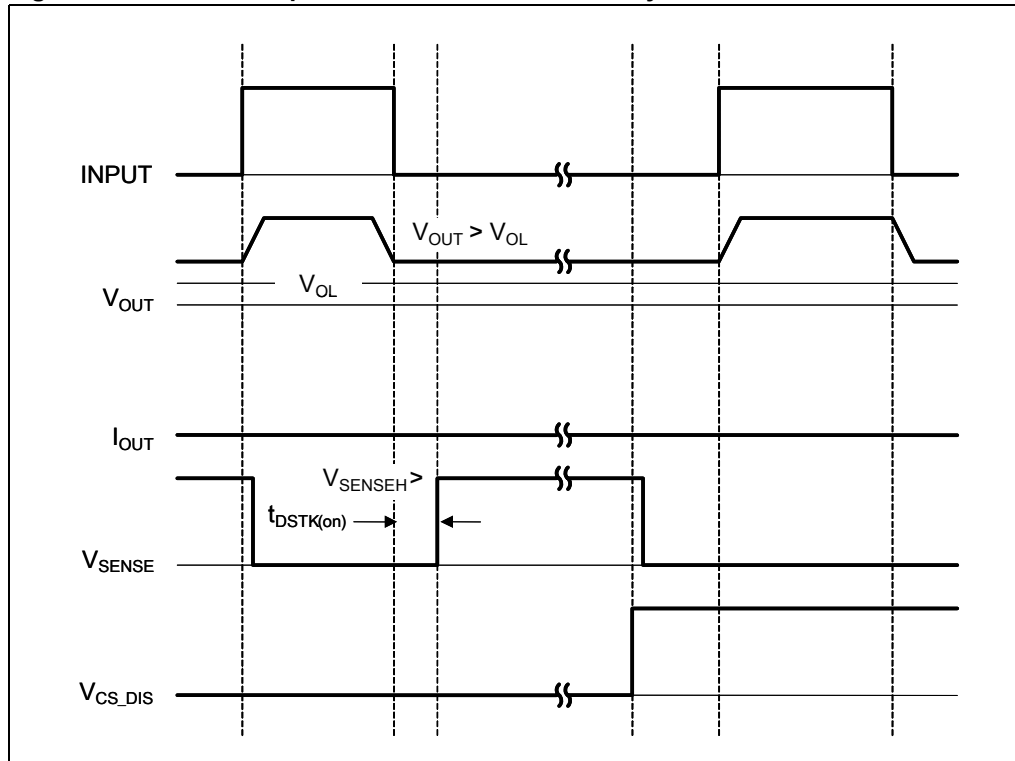 INPUT
V_OUT > V_OL
V_OL
V_OUT
I_OUT
V_SENSEH >
t_DSTK(on)
V_SENSE
V_CS_DIS